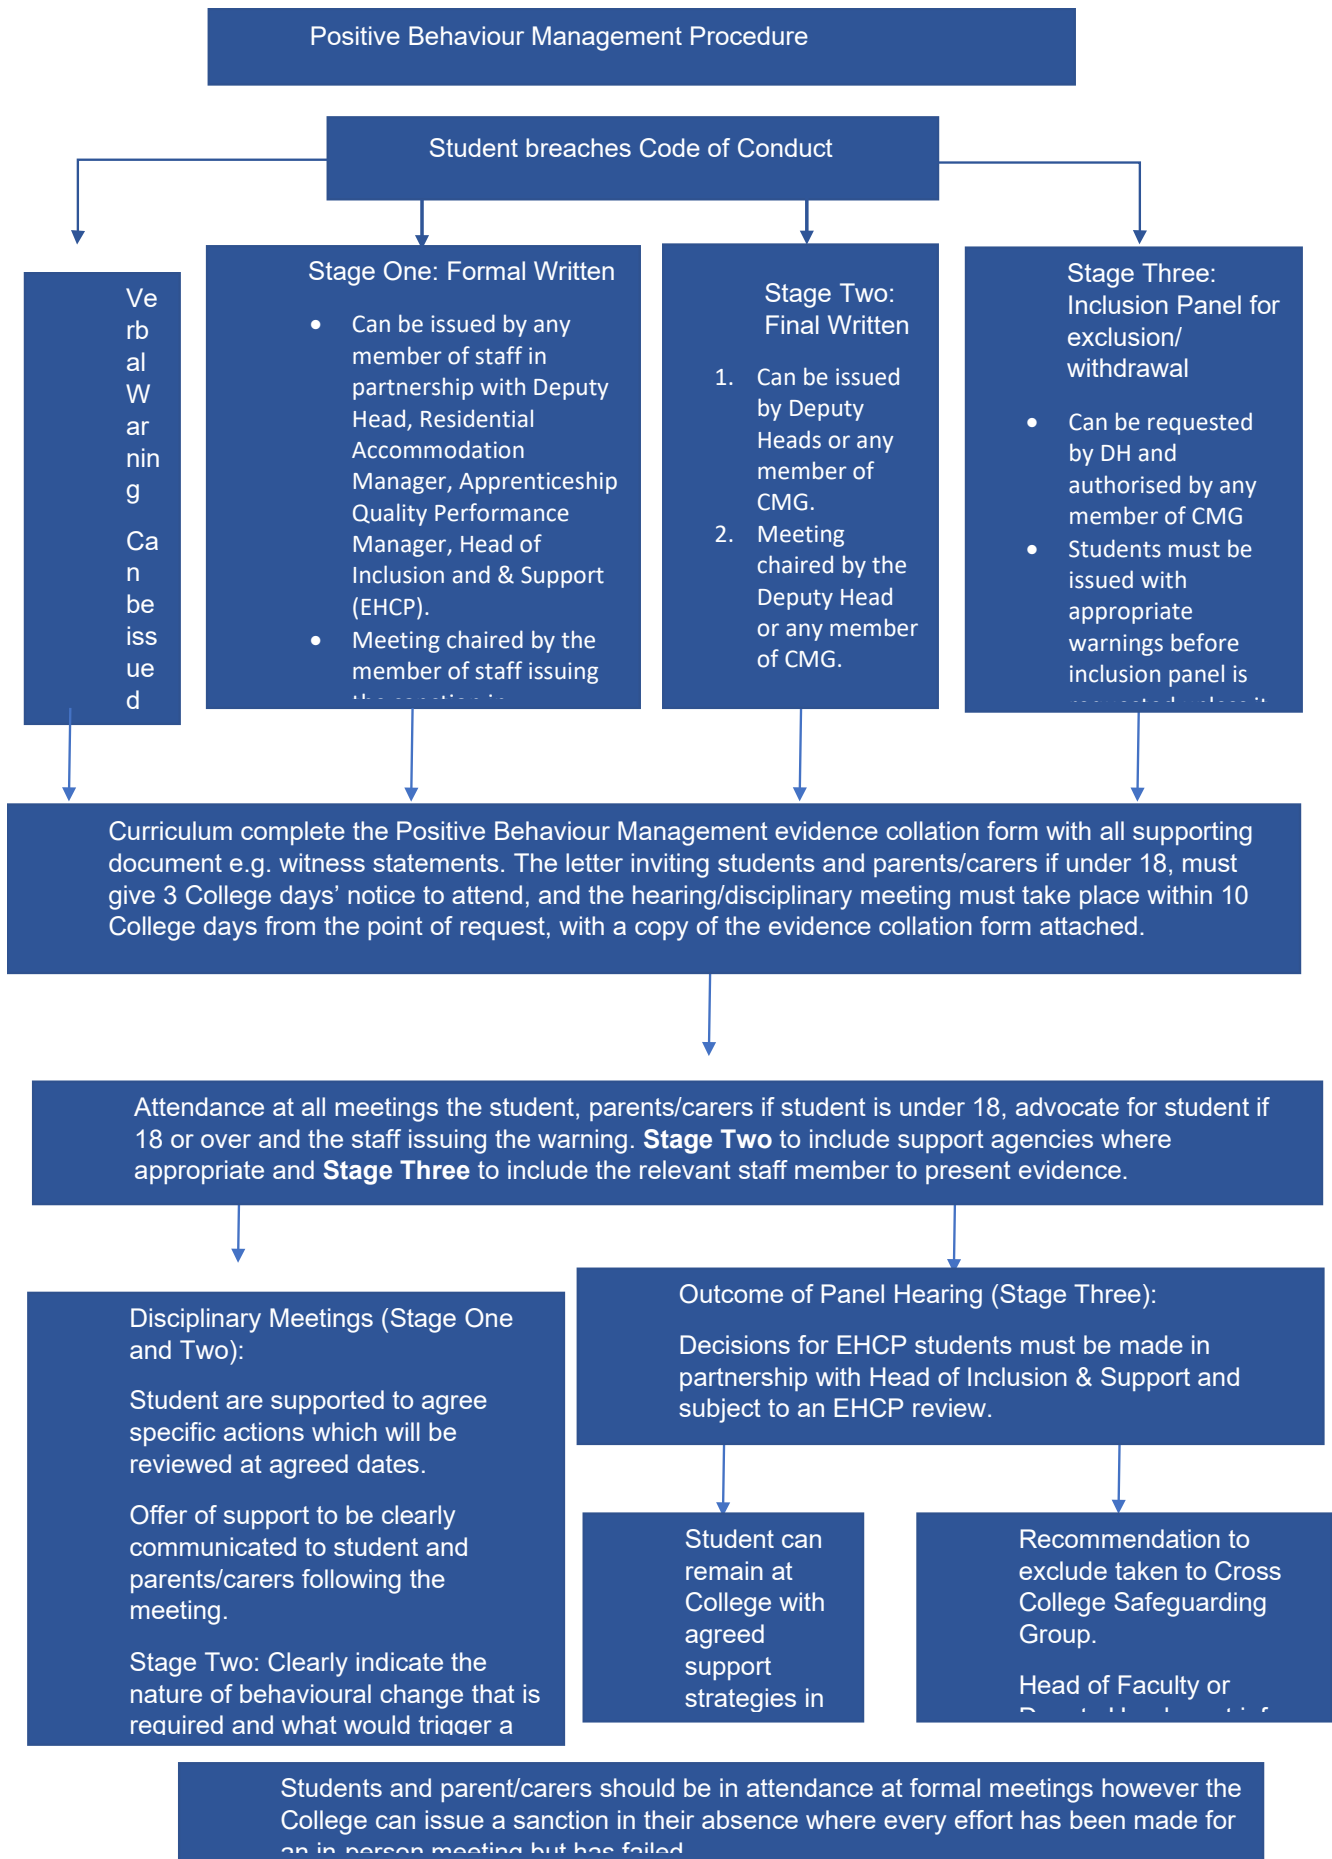 Positive Behaviour Management Procedure
Student breaches Code of Conduct
Ve
rb
al
W
ar
nin
g
Ca
n
be
iss
ue
d
Stage One: Formal Written
• Can be issued by any
member of staff in
partnership with Deputy
Head, Residential
Accommodation
Manager, Apprenticeship
Quality Performance
Manager, Head of
Inclusion and & Support
(EHCP).
• Meeting chaired by the
member of staff issuing
the sanction in
Stage Two:
Final Written
1. Can be issued
by Deputy
Heads or any
member of
CMG.
2. Meeting
chaired by the
Deputy Head
or any member
of CMG.
Stage Three:
Inclusion Panel for
exclusion/
withdrawal
• Can be requested
by DH and
authorised by any
member of CMG
• Students must be
issued with
appropriate
warnings before
inclusion panel is
requested unless it
Curriculum complete the Positive Behaviour Management evidence collation form with all supporting
document e.g. witness statements. The letter inviting students and parents/carers if under 18, must
give 3 College days’ notice to attend, and the hearing/disciplinary meeting must take place within 10
College days from the point of request, with a copy of the evidence collation form attached.
Attendance at all meetings the student, parents/carers if student is under 18, advocate for student if
18 or over and the staff issuing the warning. Stage Two to include support agencies where
appropriate and Stage Three to include the relevant staff member to present evidence.
Disciplinary Meetings (Stage One
and Two):
Student are supported to agree
specific actions which will be
reviewed at agreed dates.
Offer of support to be clearly
communicated to student and
parents/carers following the
meeting.
Stage Two: Clearly indicate the
nature of behavioural change that is
required and what would trigger a
Outcome of Panel Hearing (Stage Three):
Decisions for EHCP students must be made in
partnership with Head of Inclusion & Support and
subject to an EHCP review.
Student can
remain at
College with
agreed
support
strategies in
Recommendation to
exclude taken to Cross
College Safeguarding
Group.
Head of Faculty or
Students and parent/carers should be in attendance at formal meetings however the
College can issue a sanction in their absence where every effort has been made for
an in-person meeting but has failed